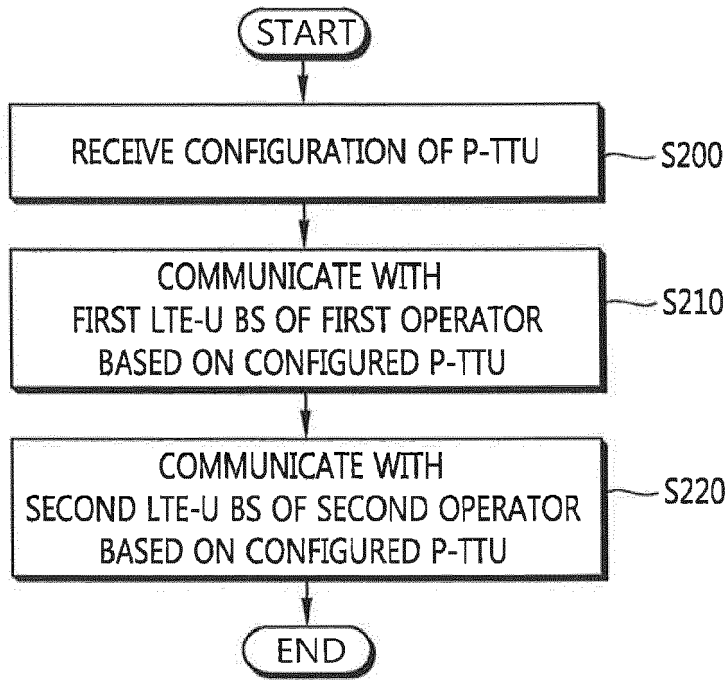 START
RECEIVE CONFIGURATION OF P-TTU
S200
COMMUNICATE WITH
FIRST LTE-U BS OF FIRST OPERATOR
BASED ON CONFIGURED P-TTU
S210
COMMUNICATE WITH
SECOND LTE-U BS OF SECOND OPERATOR
BASED ON CONFIGURED P-TTU
S220
END